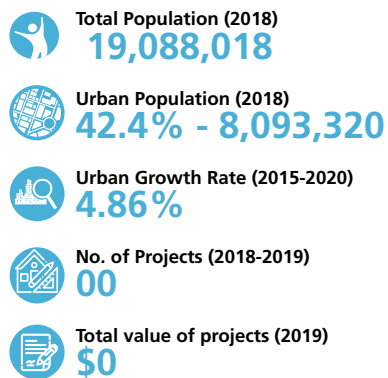 Total Population (2018)
19,088,018
Urban Population (2018)
42.4% - 8,093,320
Urban Growth Rate (2015-2020)
4.86%
No. of Projects (2018-2019)
00
Total value of projects (2019)
$0